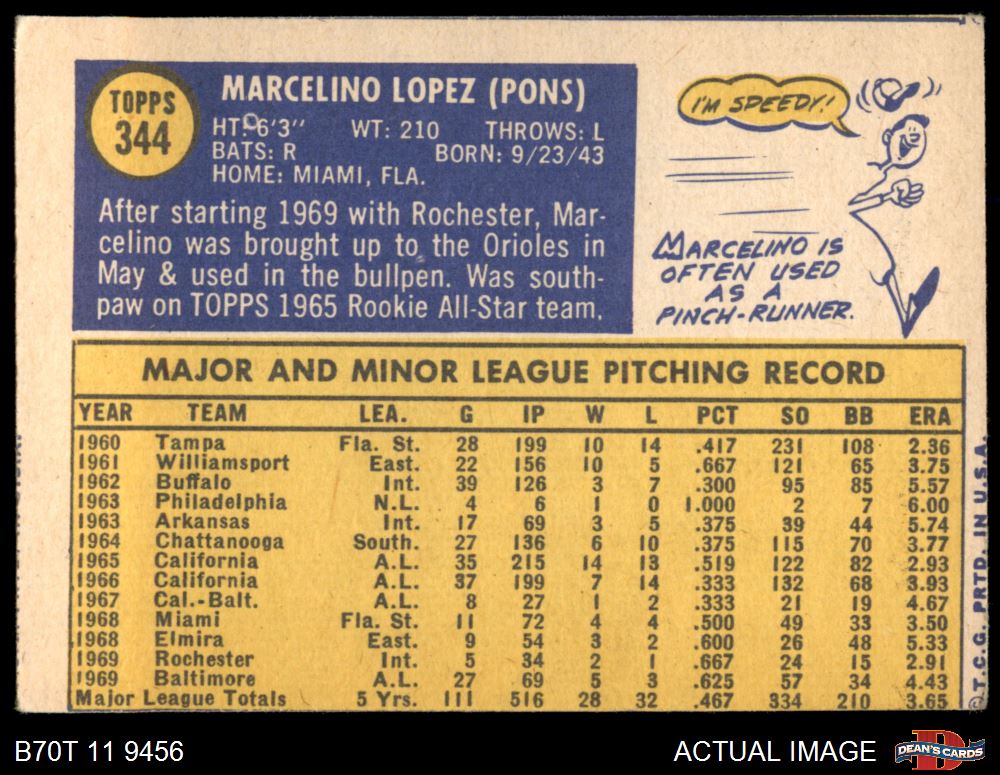 TOPPS
344
MARCELINO LOPEZ (PONS)
HT: 6'3" WT: 210 THROWS: L
BATS: R BORN: 9/23/43
HOME: MIAMI, FLA.
After starting 1969 with Rochester, Mar-
celino was brought up to the Orioles in
May & used in the bullpen. Was south-
paw on TOPPS 1965 Rookie All-Star team.
I'M SPEEDY!
MARCELINO IS
OFTEN USED
AS A
PINCH-RUNNER.
MAJOR AND MINOR LEAGUE PITCHING RECORD
YEAR TEAM LEA. G IP W L PCT SO BB ERA
1960 Tampa Fla. St. 28 199 10 14 .417 231 108 2.36
1961 Williamsport East. 22 156 10 5 .667 121 65 3.75
1962 Buffalo Int. 39 126 3 7 .300 95 85 5.57
1963 Philadelphia N.L. 4 6 1 0 1.000 2 7 6.00
1963 Arkansas Int. 17 69 3 5 .375 39 44 5.74
1964 Chattanooga South. 27 136 6 10 .375 115 70 3.77
1965 California A.L. 35 215 14 13 .519 122 82 2.93
1966 California A.L. 37 199 7 14 .333 132 68 3.93
1967 Cal.-Balt. A.L. 8 27 1 2 .333 21 19 4.67
1968 Miami Fla. St. 11 72 4 4 .500 49 33 3.50
1968 Elmira East. 9 54 3 2 .600 26 48 5.33
1969 Rochester Int. 5 34 2 1 .667 24 15 2.91
1969 Baltimore A.L. 27 69 5 3 .625 57 34 4.43
Major League Totals 5 Yrs. 111 516 28 32 .467 334 210 3.65
©T.C.G. PRTD. IN U.S.A.
B70T 11 9456
ACTUAL IMAGE
DEAN'S CARDS